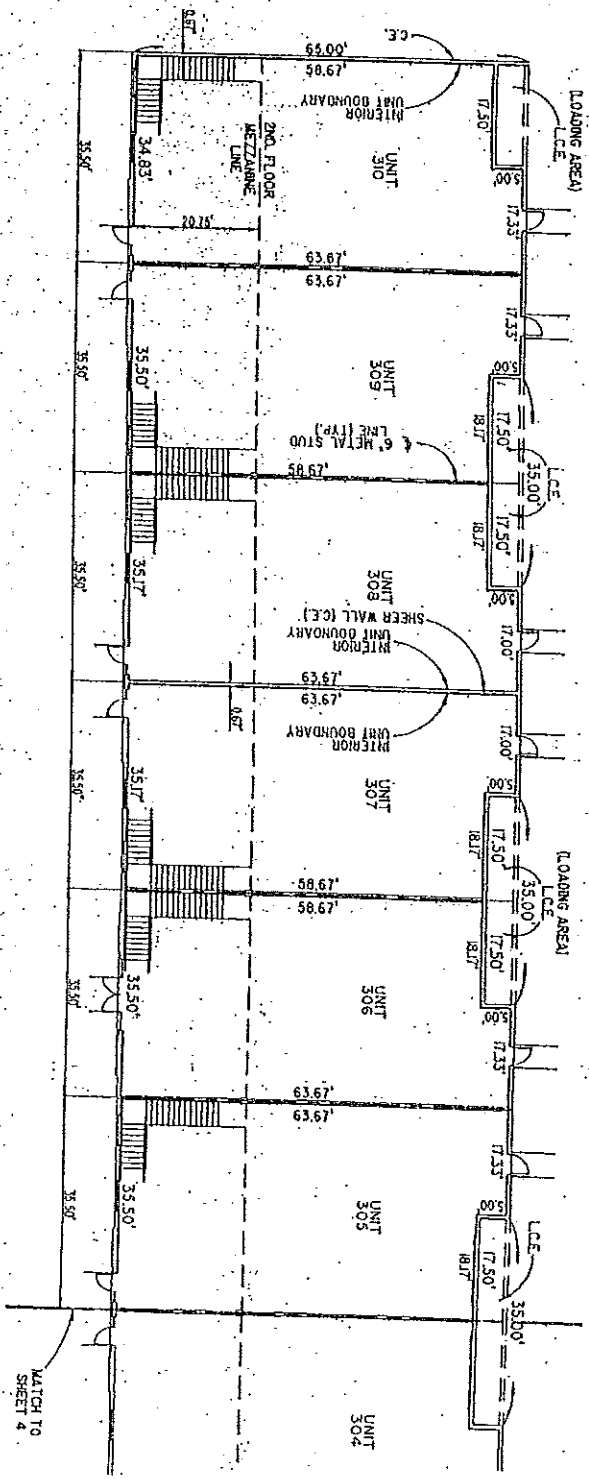 (LOADING AREA)
L.C.E.
C.E.
65.00'
58.67'
INTERIOR
UNIT BOUNDARY
17.50'
5.00'
17.33'
0.67'
35.50'
34.83'
2ND. FLOOR
MEZZANINE
LINE
UNIT
310
20.75'
63.67'
63.67'
17.33'
5.00'
35.50'
35.50'
UNIT
309
17.50'
18.17'
₵ 6" METAL STUD
LINE (TYP.)
58.67'
L.C.E.
35.00'
17.50'
18.17'
5.00'
35.50'
35.17'
UNIT
308
17.00'
SHEER WALL (C.E.)
INTERIOR
UNIT BOUNDARY
63.67'
63.67'
0.67'
INTERIOR
UNIT BOUNDARY
17.00'
5.00'
35.50'
35.17'
UNIT
307
17.50'
18.17'
58.67'
58.67'
(LOADING AREA)
L.C.E.
35.00'
17.50'
18.17'
5.00'
35.50'
35.50'
UNIT
306
17.33'
63.67'
63.67'
17.33'
5.00'
35.50'
35.50'
UNIT
305
L.C.E.
17.50'
18.17'
35.00'
MATCH TO
SHEET 4
UNIT
304